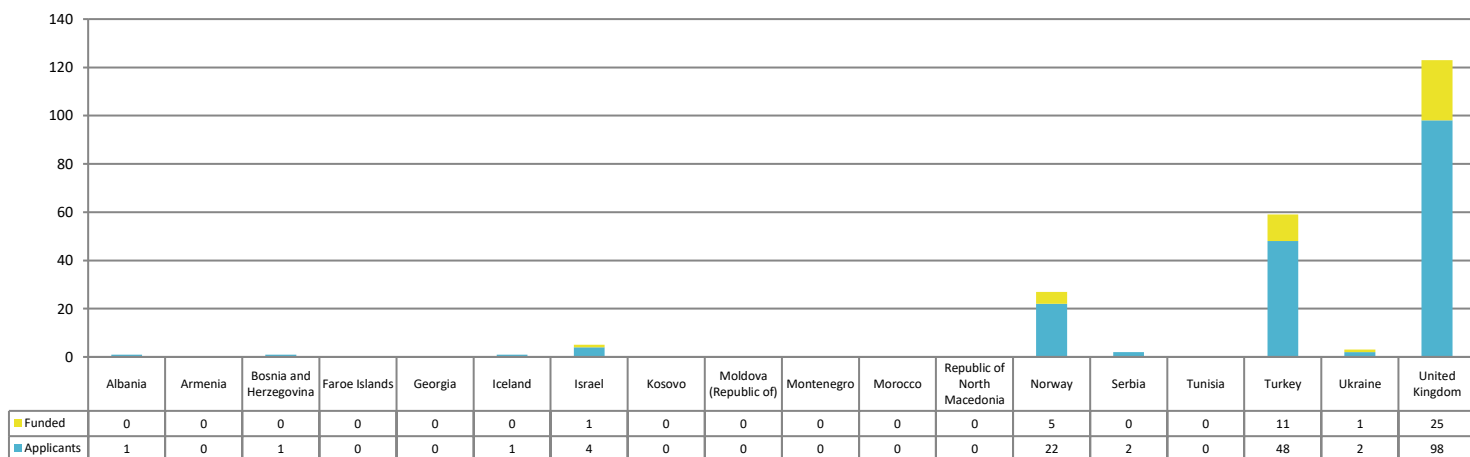 140
120
100
80
60
40
20
0
Albania Armenia Bosnia and Herzegovina Faroe Islands Georgia Iceland Israel Kosovo Moldova (Republic of) Montenegro Morocco Republic of North Macedonia Norway Serbia Tunisia Turkey Ukraine United Kingdom
Funded 0 0 0 0 0 0 1 0 0 0 0 0 5 0 0 11 1 25
Applicants 1 0 1 0 0 1 4 0 0 0 0 0 22 2 0 48 2 98